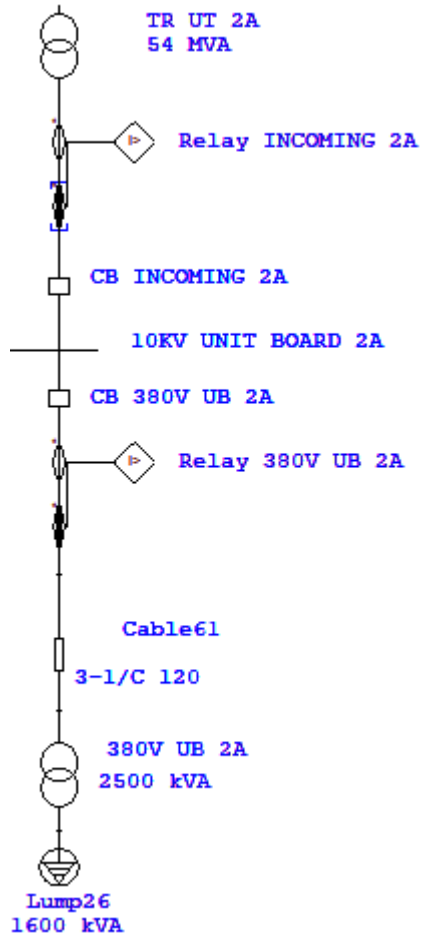 TR UT 2A
54 MVA
Relay INCOMING 2A
CB INCOMING 2A
10KV UNIT BOARD 2A
CB 380V UB 2A
Relay 380V UB 2A
Cable61
3-1/C 120
380V UB 2A
2500 kVA
Lump26
1600 kVA